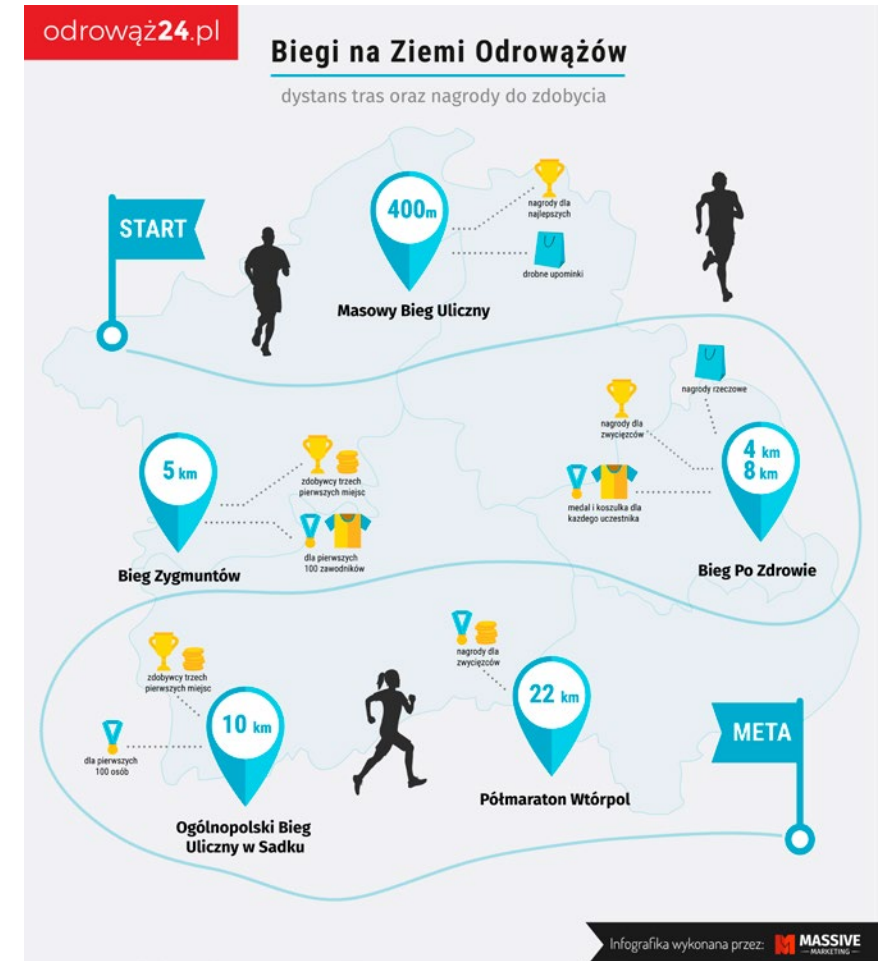 odrowąż24.pl
Biegi na Ziemi Odrowążów
dystans tras oraz nagrody do zdobycia
START
400m
nagrody dla
najlepszych
drobne upominki
Masowy Bieg Uliczny
nagrody rzeczowe
nagrody dla
zwycięzców
4 km
8 km
medal i koszulka dla
każdego uczestnika
Bieg Po Zdrowie
5 km
zdobywcy trzech
pierwszych miejsc
dla pierwszych
100 zawodników
Bieg Zygmuntów
zdobywcy trzech
pierwszych miejsc
10 km
dla pierwszych
100 osób
Ogólnopolski Bieg
Uliczny w Sadku
nagrody dla
zwycięzców
22 km
Półmaraton Wtórpol
META
Infografika wykonana przez:
MASSIVE
MARKETING